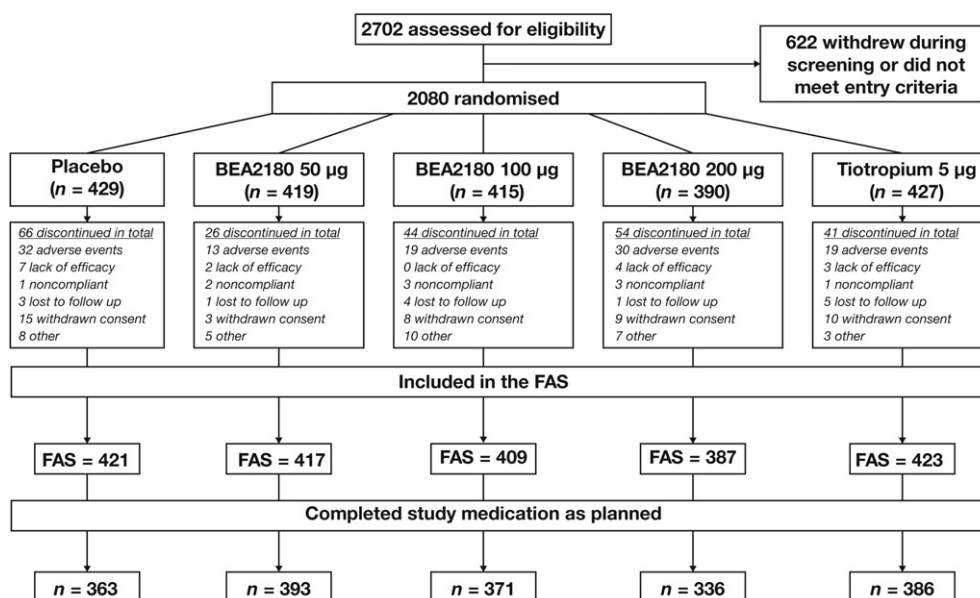 2702 assessed for eligibility
622 withdrew during
screening or did not
meet entry criteria
2080 randomised
Placebo
(n = 429)
BEA2180 50 µg
(n = 419)
BEA2180 100 µg
(n = 415)
BEA2180 200 µg
(n = 390)
Tiotropium 5 µg
(n = 427)
66 discontinued in total
32 adverse events
7 lack of efficacy
1 noncompliant
3 lost to follow up
15 withdrawn consent
8 other
26 discontinued in total
13 adverse events
2 lack of efficacy
2 noncompliant
1 lost to follow up
3 withdrawn consent
5 other
44 discontinued in total
19 adverse events
0 lack of efficacy
3 noncompliant
4 lost to follow up
8 withdrawn consent
10 other
54 discontinued in total
30 adverse events
4 lack of efficacy
3 noncompliant
1 lost to follow up
9 withdrawn consent
7 other
41 discontinued in total
19 adverse events
3 lack of efficacy
1 noncompliant
5 lost to follow up
10 withdrawn consent
3 other
Included in the FAS
FAS = 421
FAS = 417
FAS = 409
FAS = 387
FAS = 423
Completed study medication as planned
n = 363
n = 393
n = 371
n = 336
n = 386